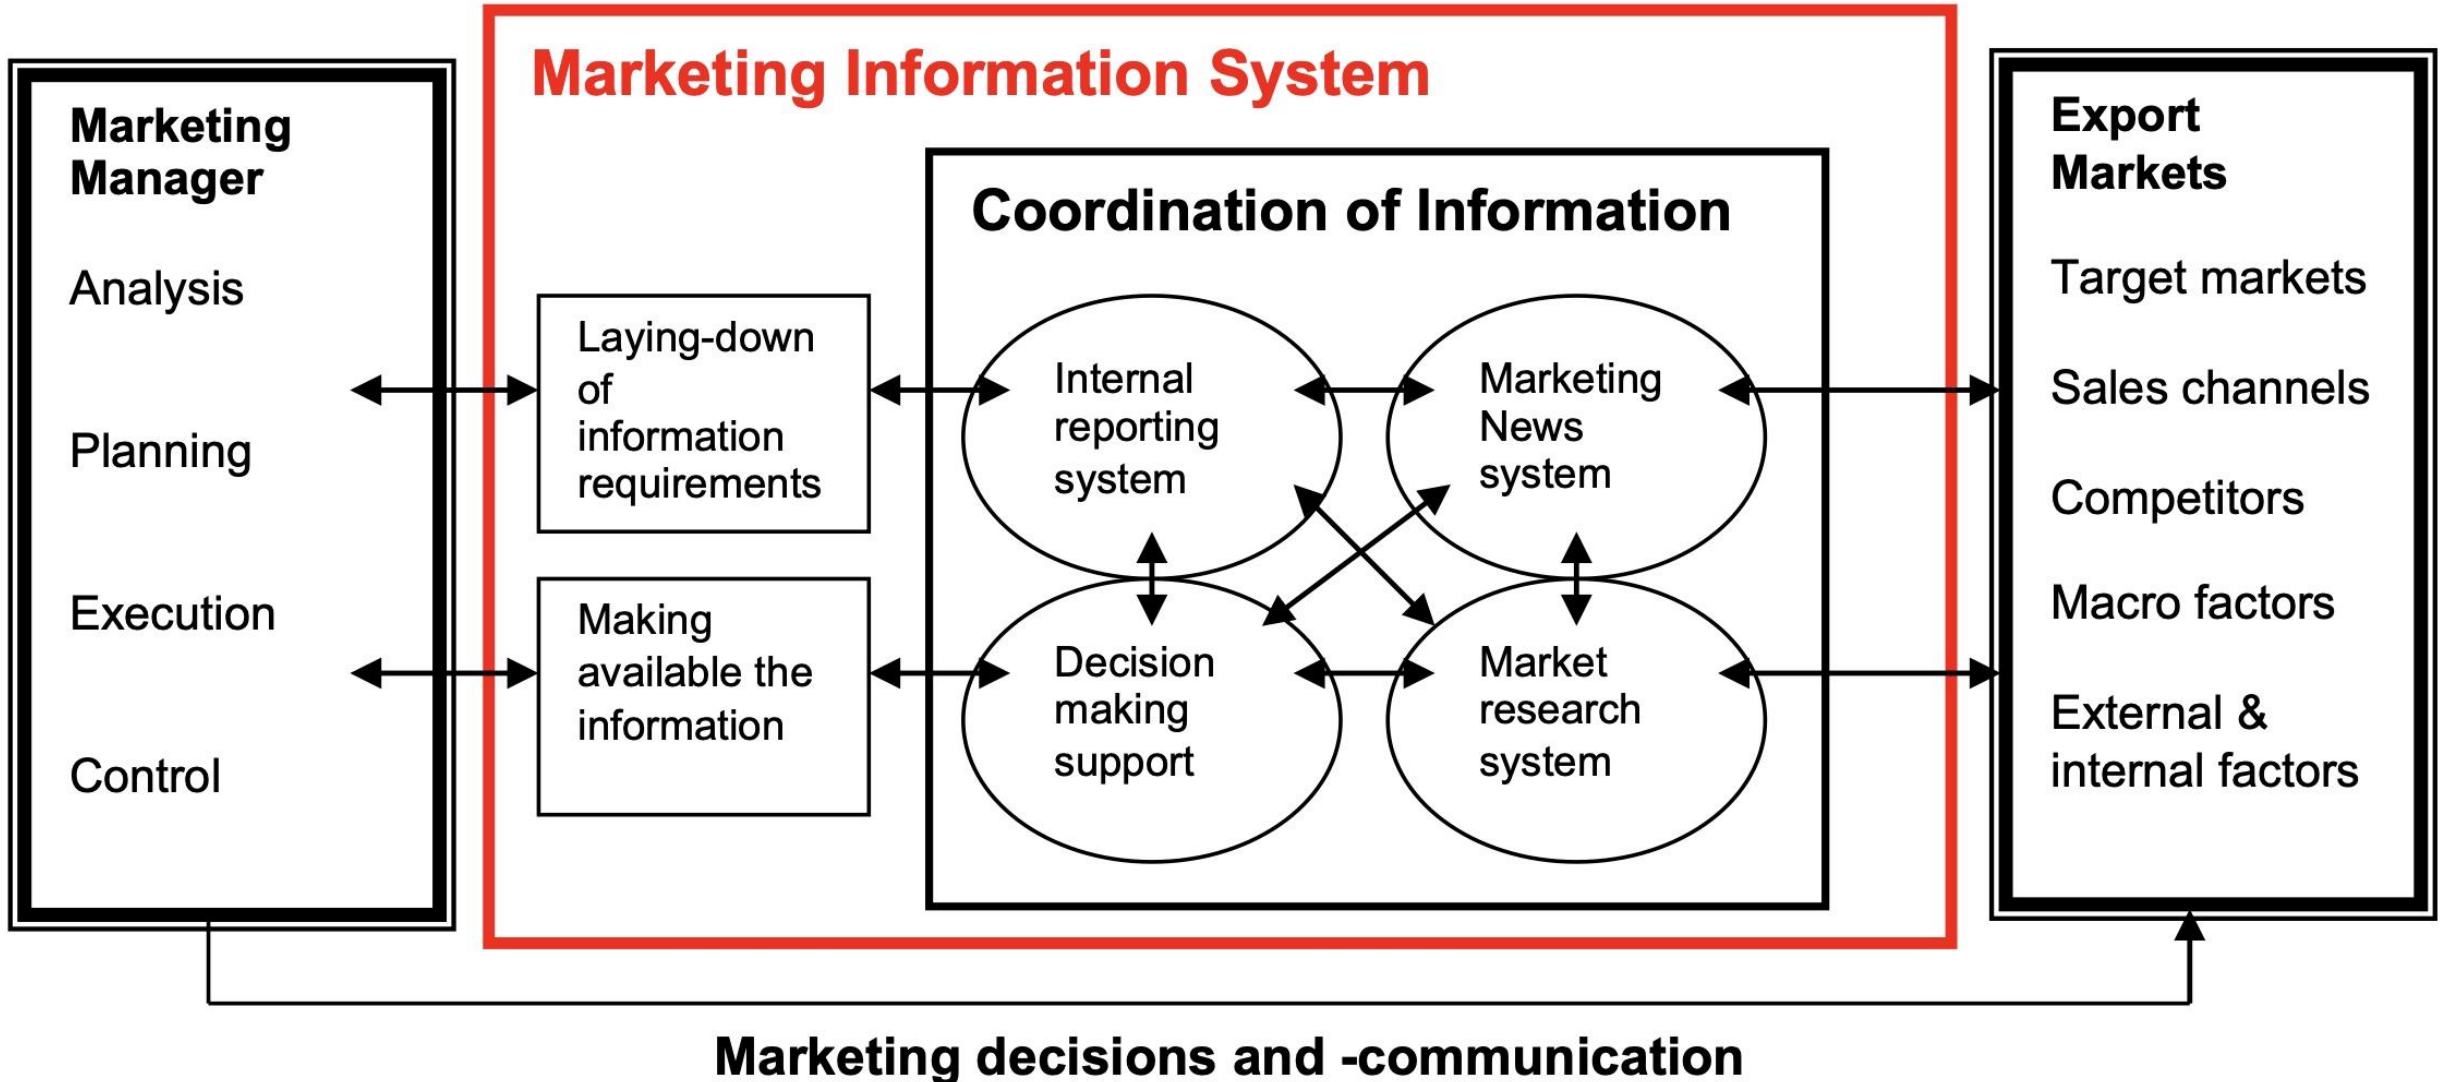 Marketing Information System
Marketing
Manager
Analysis
Planning
Execution
Control
Laying-down
of
information
requirements
Making
available the
information
Coordination of Information
Internal
reporting
system
Marketing
News
system
Decision
making
support
Market
research
system
Export
Markets
Target markets
Sales channels
Competitors
Macro factors
External &
internal factors
Marketing decisions and -communication